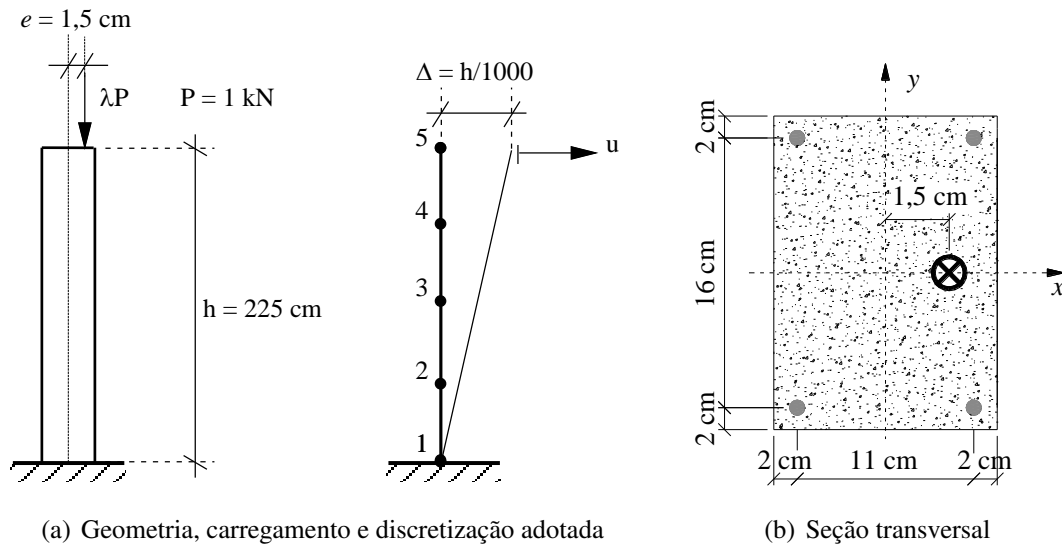 e = 1,5 cm
λP
P = 1 kN
h = 225 cm
Δ = h/1000
u
5
4
3
2
1
y
x
1,5 cm
2 cm
16 cm
2 cm
2 cm
11 cm
2 cm
(a) Geometria, carregamento e discretização adotada
(b) Seção transversal